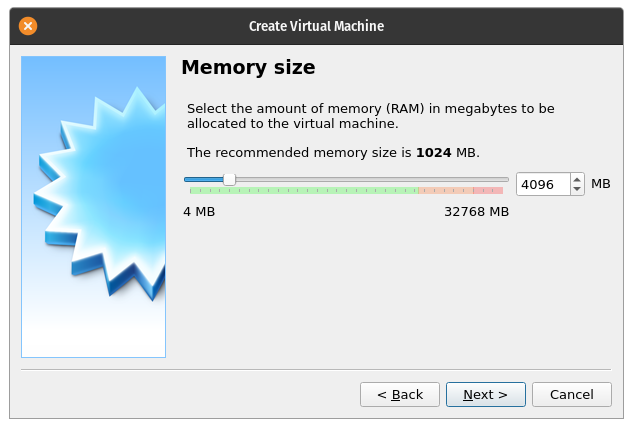 Create Virtual Machine
Memory size
Select the amount of memory (RAM) in megabytes to be
allocated to the virtual machine.
The recommended memory size is 1024 MB.
4096 MB
4 MB 32768 MB
< Back Next > Cancel